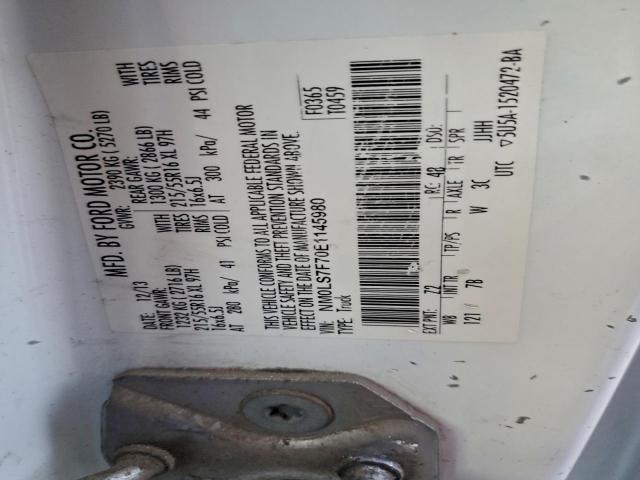 MFD. BY FORD MOTOR CO.
DATE: 12/13
GVWR: 2390 KG ( 5270 LB)
FRONT GAWR:
1232 KG ( 2716 LB)
215/55R16 XL 97H
16x6.5J
AT 280 kPa/ 41 PSI COLD
WITH
TIRES
RIMS
REAR GAWR:
1300 KG ( 2866 LB)
215/55R16 XL 97H
16x6.5J
AT 300 kPa/ 44 PSI COLD
WITH
TIRES
RIMS
THIS VEHICLE CONFORMS TO ALL APPLICABLE FEDERAL MOTOR
VEHICLE SAFETY AND THEFT PREVENTION STANDARDS IN
EFFECT ON THE DATE OF MANUFACTURE SHOWN ABOVE.
VIN: NM0LS7F70E1145980
TYPE: Truck
F0365
T0459
EXT PNT: 7Z RC: 48 DSO:
WB INT TR TP/PS R AXLE TR SPR
121 7B W 3C JJHH
UTC ▽5U5A-1520472-BA